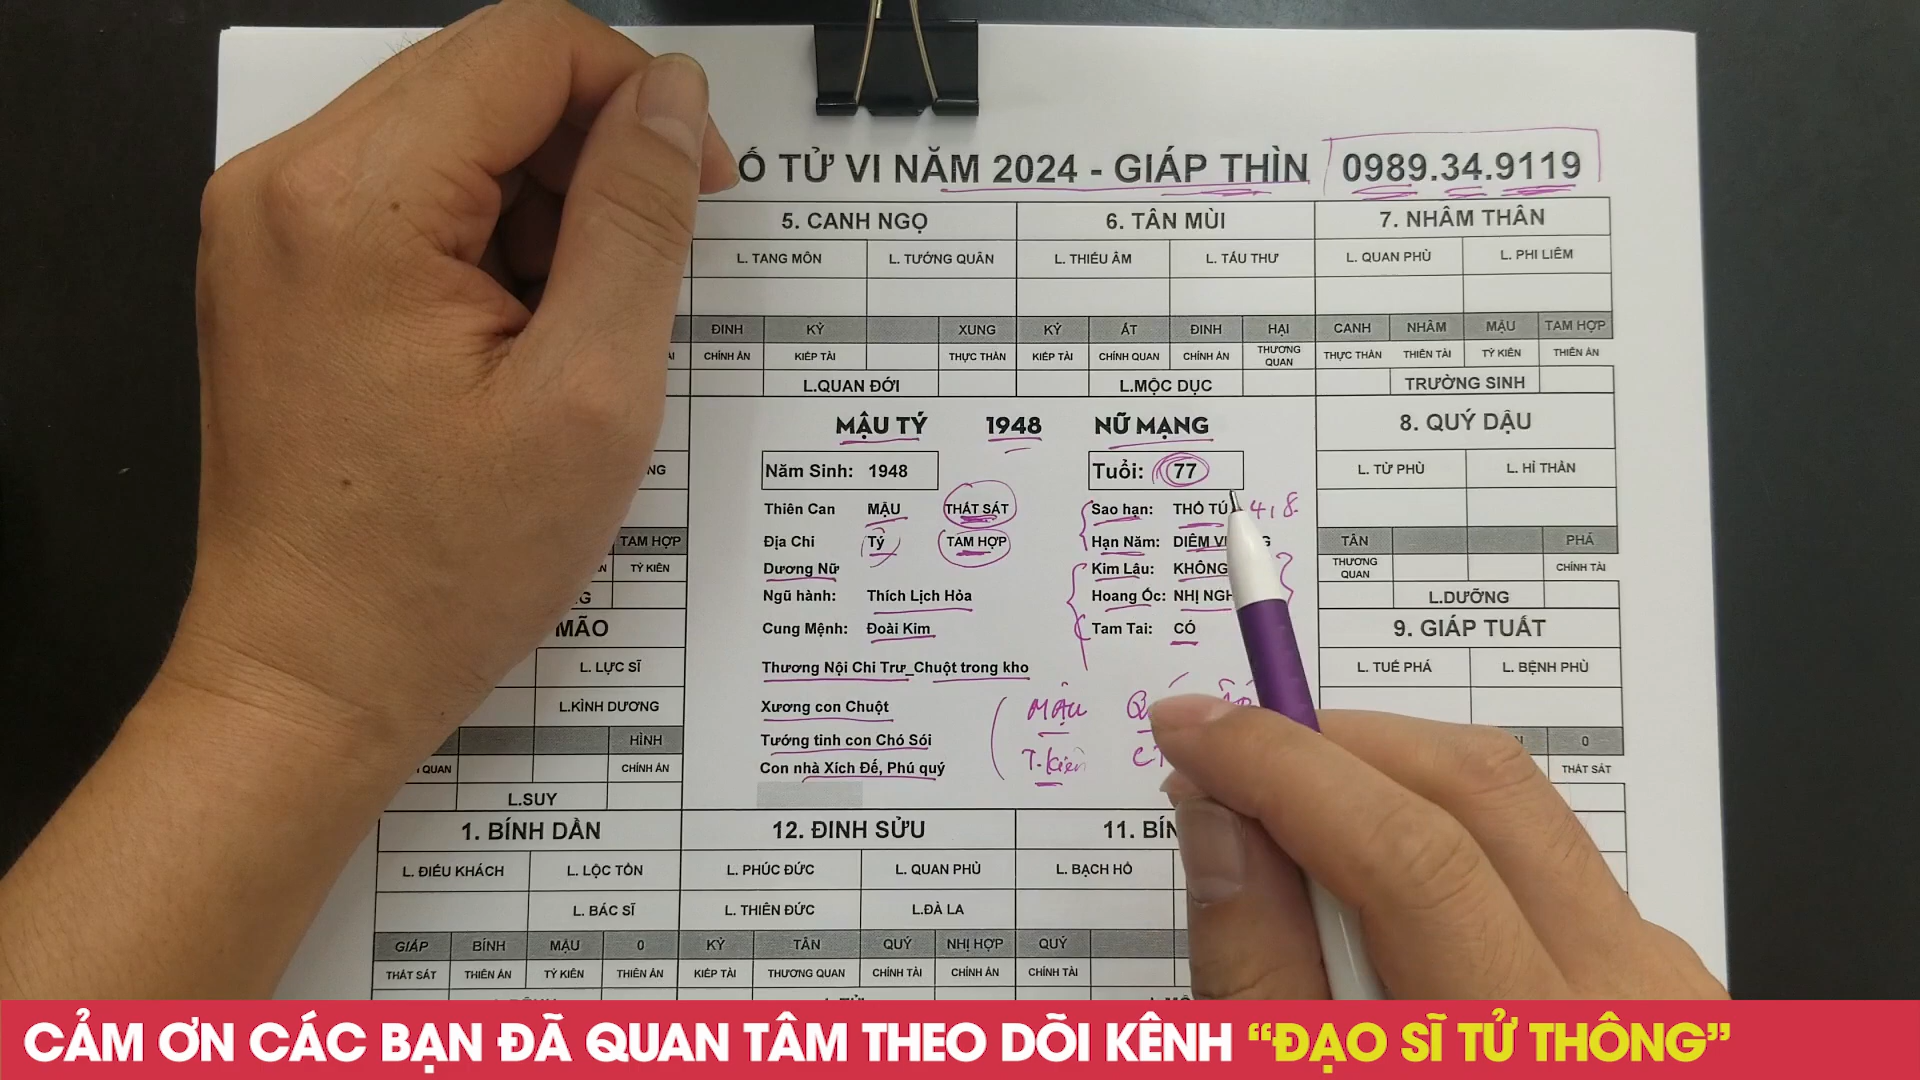 TỬ VI NĂM 2024 - GIÁP THÌN 0989.34.9119
5. CANH NGỌ 6. TÂN MÙI 7. NHÂM THÂN
L. TANG MÔN L. TƯỚNG QUÂN L. THIẾU ÂM L. TẤU THƯ L. QUAN PHÙ L. PHI LIÊM
ĐINH KỶ XUNG KỶ ẤT ĐINH HẠI CANH NHÂM MẬU TAM HỢP
CHÍNH ẤN KIẾP TÀI THỰC THẦN KIẾP TÀI CHÍNH QUAN CHÍNH ẤN THƯƠNG QUAN THỰC THẦN THIÊN TÀI TỶ KIÊN THIÊN ẤN
L.QUAN ĐỚI L.MỘC DỤC TRƯỜNG SINH
MẬU TÝ 1948 NỮ MẠNG
8. QUÝ DẬU
Năm Sinh: 1948 Tuổi: 77
L. TỬ PHÙ L. HỈ THẦN
Thiên Can MẬU THẤT SÁT Sao hạn: THỔ TÚ 4, 8
Địa Chi Tý TAM HỢP Hạn Năm: DIÊM
TAM HỢP TÂN PHÁ
Dương Nữ Kim Lâu: KHÔNG
TỶ KIÊN THƯƠNG QUAN CHÍNH TÀI
Ngũ hành: Thích Lịch Hỏa Hoang Ốc: NHỊ
L.DƯỠNG
Cung Mệnh: Đoài Kim Tam Tai: CÓ
MÃO 9. GIÁP TUẤT
Thương Nội Chi Trư_Chuột trong kho
L. LỰC SĨ L. TUẾ PHÁ L. BỆNH PHÙ
Xương con Chuột MẬU
L.KÌNH DƯƠNG
Tướng tinh con Chó Sói T.kiên
HÌNH 0
Con nhà Xích Đế, Phú quý
QUAN CHÍNH ẤN THẤT SÁT
L.SUY
1. BÍNH DẦN 12. ĐINH SỬU 11.
L. ĐIẾU KHÁCH L. LỘC TỒN L. PHÚC ĐỨC L. QUAN PHÙ L. BẠCH HỔ
L. BÁC SĨ L. THIÊN ĐỨC L.ĐÀ LA
GIÁP BÍNH MẬU 0 KỶ TÂN QUÝ NHỊ HỢP QUÝ
THẤT SÁT THIÊN ẤN TỶ KIÊN THIÊN ẤN KIẾP TÀI THƯƠNG QUAN CHÍNH TÀI CHÍNH ẤN CHÍNH TÀI
CẢM ƠN CÁC BẠN ĐÃ QUAN TÂM THEO DÕI KÊNH “ĐẠO SĨ TỬ THÔNG”